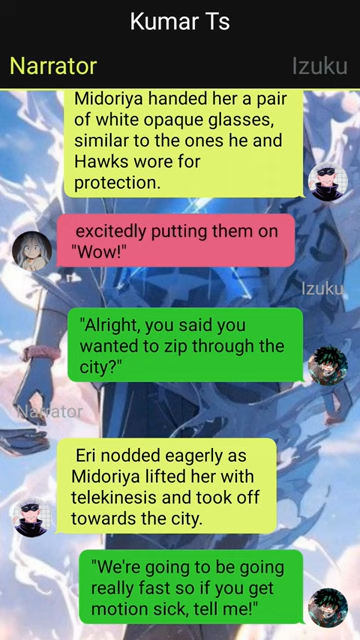 Kumar Ts
Narrator
Izuku
Midoriya handed her a pair
of white opaque glasses,
similar to the ones he and
Hawks wore for
protection.
excitedly putting them on
"Wow!"
Izuku
"Alright, you said you
wanted to zip through the
city?"
Narrator
Eri nodded eagerly as
Midoriya lifted her with
telekinesis and took off
towards the city.
"We're going to be going
really fast so if you get
motion sick, tell me!"